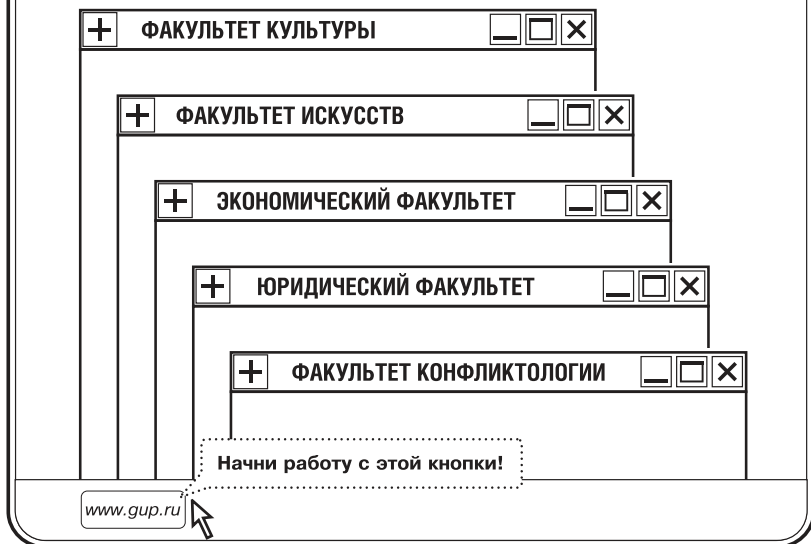 ФАКУЛЬТЕТ КУЛЬТУРЫ
ФАКУЛЬТЕТ ИСКУССТВ
ЭКОНОМИЧЕСКИЙ ФАКУЛЬТЕТ
ЮРИДИЧЕСКИЙ ФАКУЛЬТЕТ
ФАКУЛЬТЕТ КОНФЛИКТОЛОГИИ
Начни работу с этой кнопки!
www.gup.ru